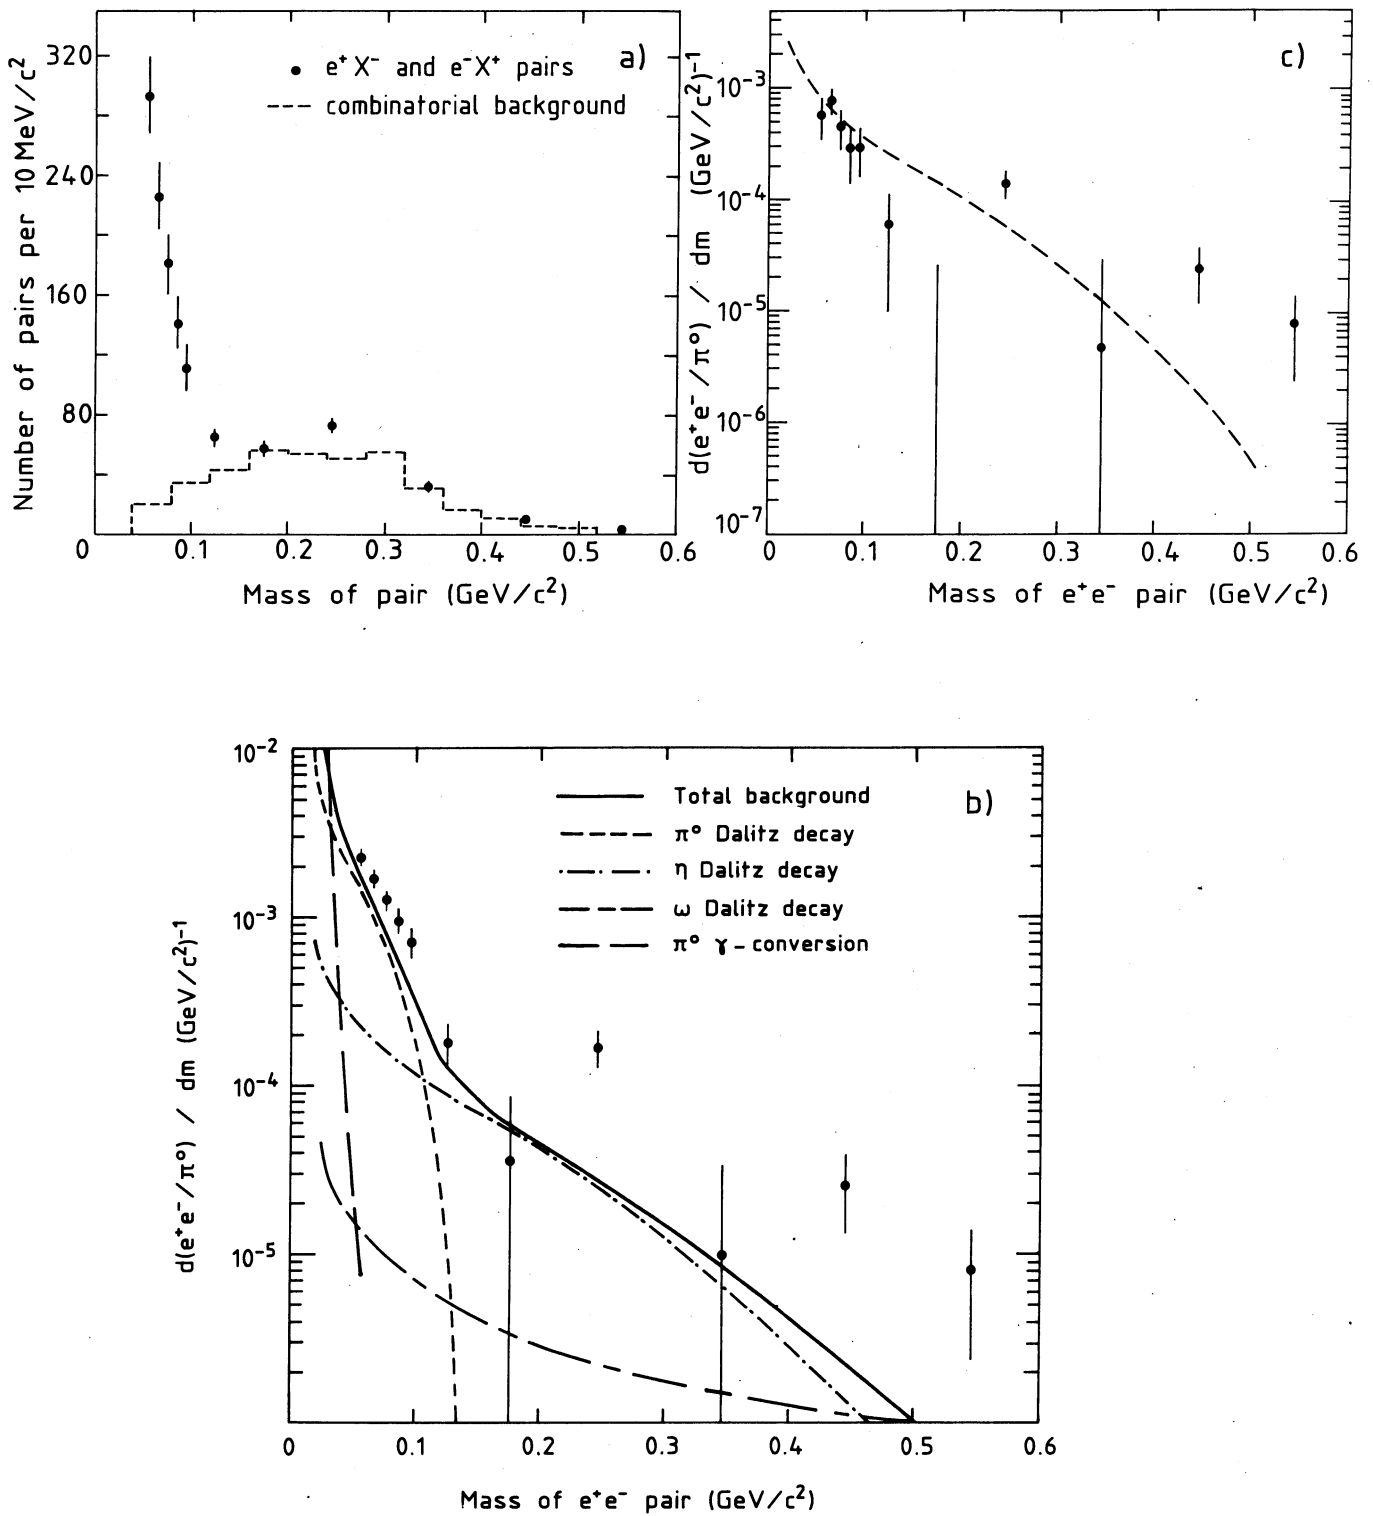 a)
e⁺X⁻ and e⁻X⁺ pairs
combinatorial background
Number of pairs per 10 MeV/c²
320
240
160
80
0
0.1
0.2
0.3
0.4
0.5
0.6
Mass of pair (GeV/c²)
c)
d(e⁺e⁻/π°) / dm (GeV/c²)⁻¹
10⁻³
10⁻⁴
10⁻⁵
10⁻⁶
10⁻⁷
0
0.1
0.2
0.3
0.4
0.5
0.6
Mass of e⁺e⁻ pair (GeV/c²)
b)
Total background
π° Dalitz decay
η Dalitz decay
ω Dalitz decay
π° γ-conversion
d(e⁺e⁻/π°) / dm (GeV/c²)⁻¹
10⁻²
10⁻³
10⁻⁴
10⁻⁵
0
0.1
0.2
0.3
0.4
0.5
0.6
Mass of e⁺e⁻ pair (GeV/c²)